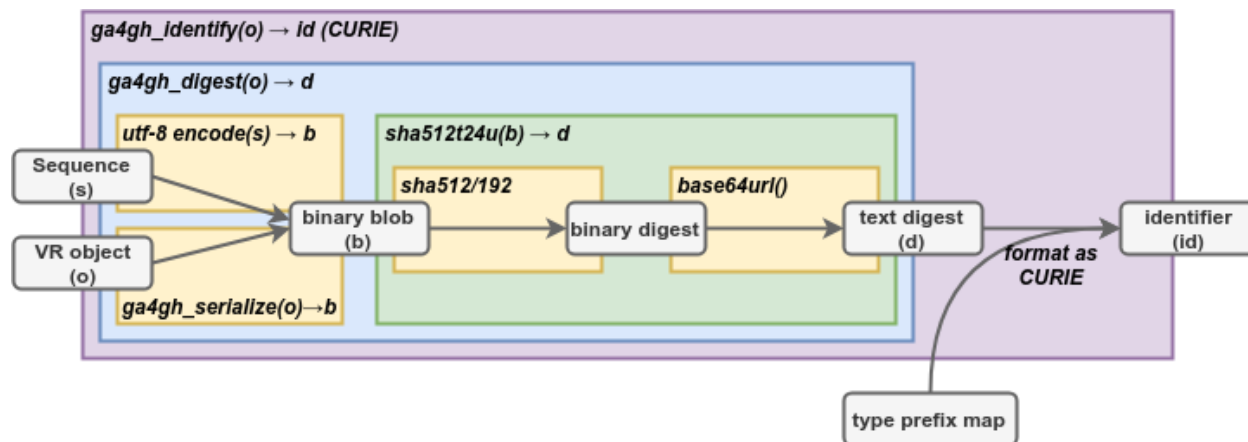 ga4gh_identify(o) → id (CURIE)
ga4gh_digest(o) → d
utf-8 encode(s) → b
sha512t24u(b) → d
Sequence
(s)
sha512/192
base64url()
binary blob
(b)
binary digest
text digest
(d)
identifier
(id)
VR object
(o)
format as
CURIE
ga4gh_serialize(o)→b
type prefix map